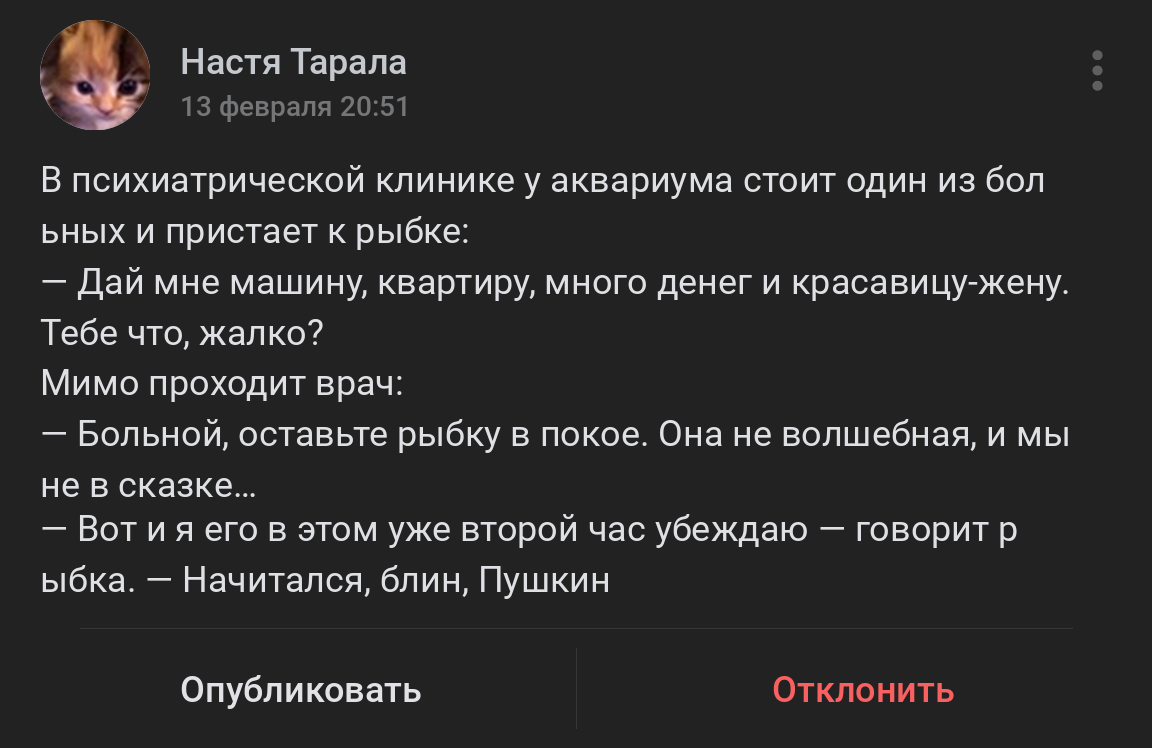 Настя Тарала
13 февраля 20:51
В психиатрической клинике у аквариума стоит один из бол
ьных и пристает к рыбке:
— Дай мне машину, квартиру, много денег и красавицу-жену.
Тебе что, жалко?
Мимо проходит врач:
— Больной, оставьте рыбку в покое. Она не волшебная, и мы
не в сказке…
— Вот и я его в этом уже второй час убеждаю — говорит р
ыбка. — Начитался, блин, Пушкин
Опубликовать
Отклонить